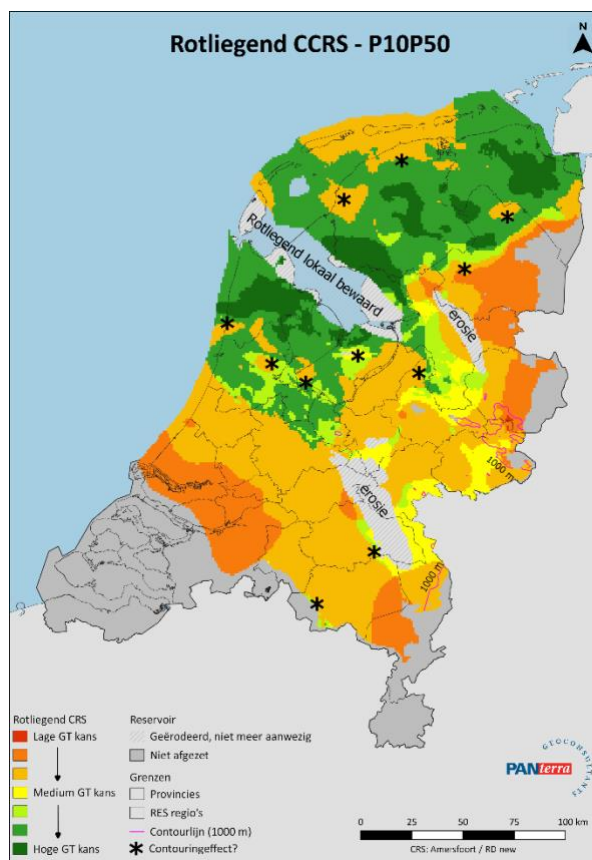 Rotliegend CCRS - P10P50
N
Rotliegend lokaal bewaard
erosie
1000 m
erosie
1000 m
Rotliegend CRS
Lage GT kans
Medium GT kans
Hoge GT kans
Reservoir
Geërodeerd, niet meer aanwezig
Niet afgezet
Grenzen
Provincies
RES regio's
Contourlijn (1000 m)
Contouringeffect?
PANterra
GEOCONSULTANTS
0 25 50 75 100 km
CRS: Amersfoort / RD new